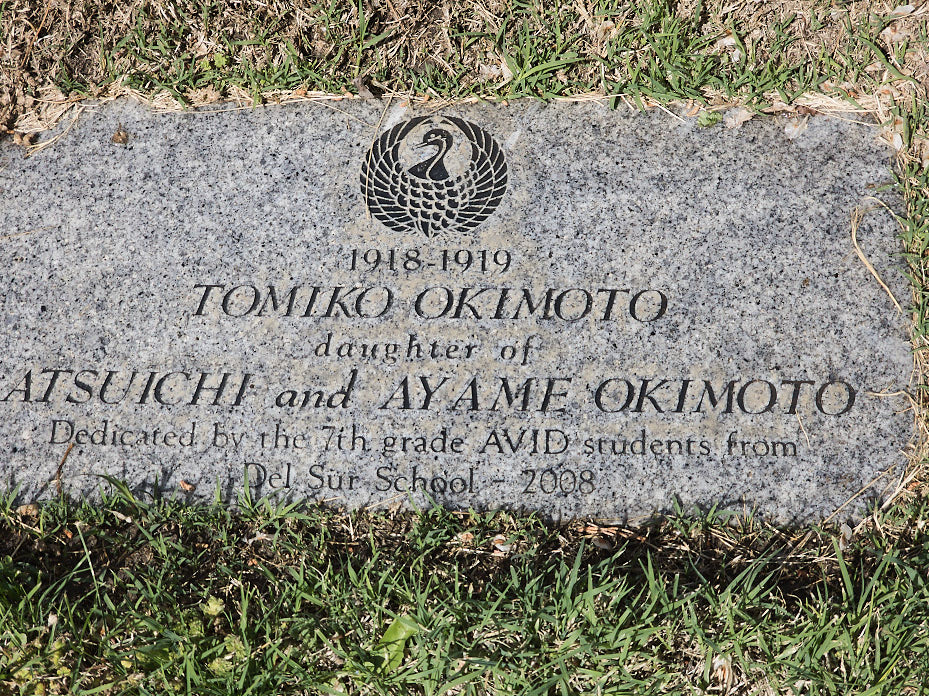 1918-1919
TOMIKO OKIMOTO
daughter of
ATSUICHI and AYAME OKIMOTO
Dedicated by the 7th grade AVID students from
Del Sur School - 2008